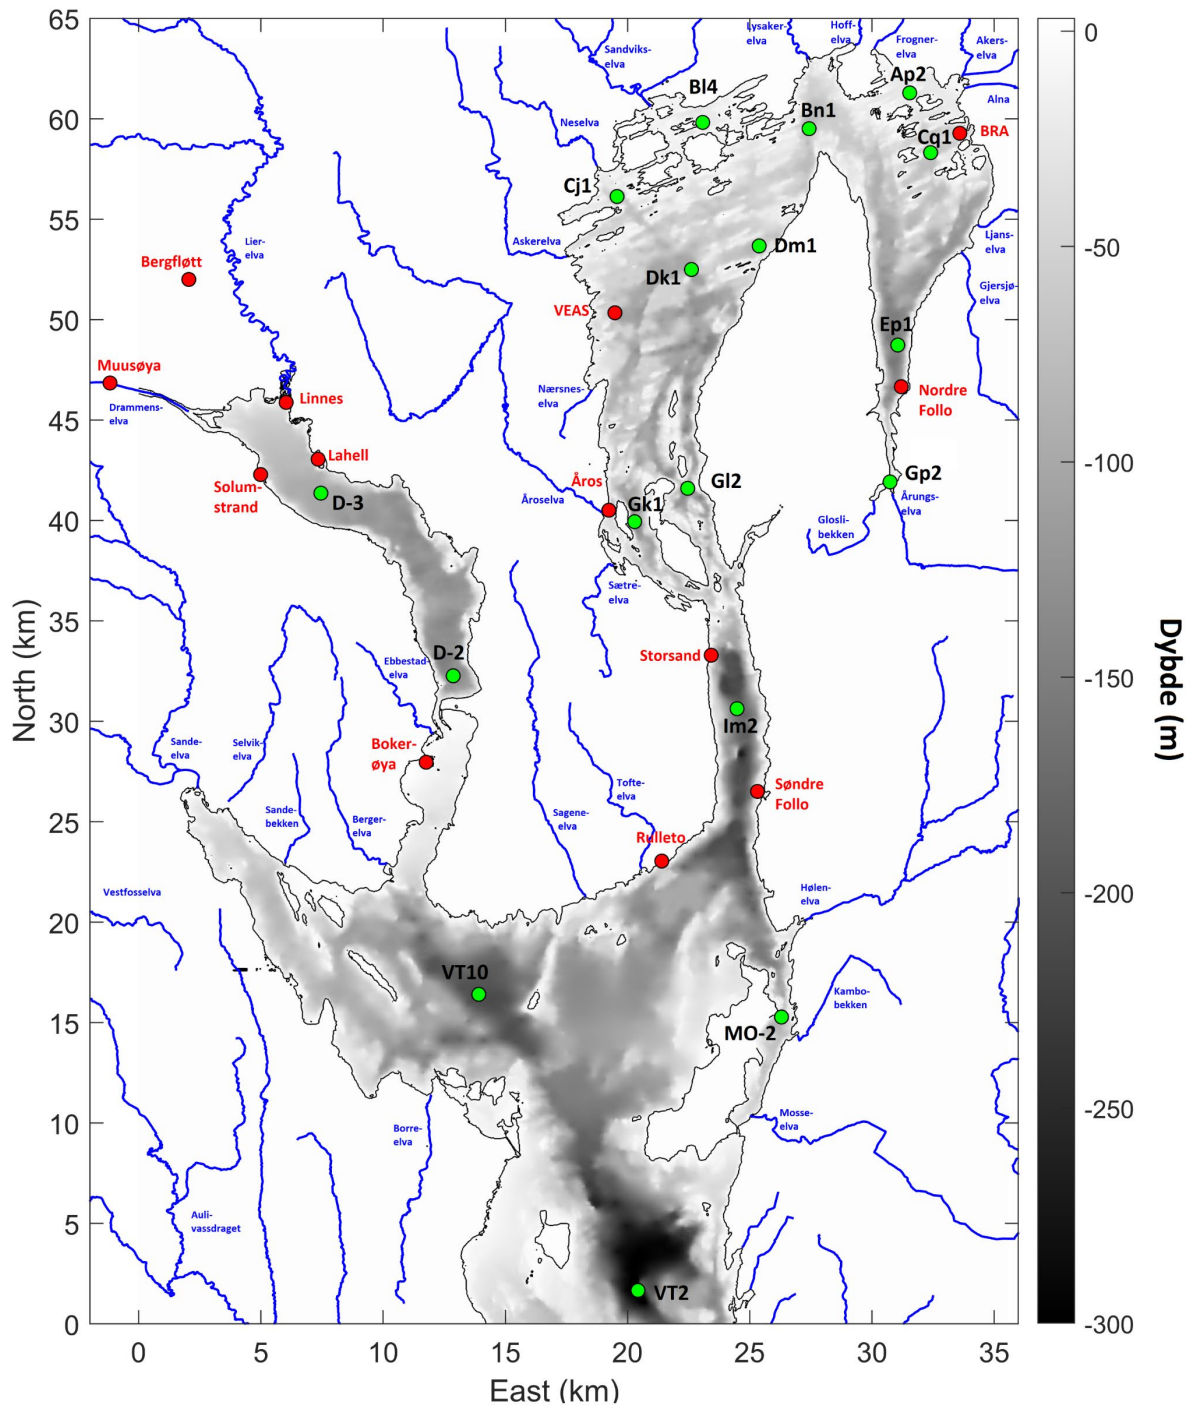 65
60
55
50
45
40
35
30
25
20
15
10
5
0
North (km)
0
5
10
15
20
25
30
35
East (km)
0
-50
-100
-150
-200
-250
-300
Dybde (m)
Sandviks-
elva
Lysaker-
elva
Hoff-
elva
Frogner-
elva
Akers-
elva
Alna
Bl4
Ap2
Bn1
BRA
Neselva
Cq1
Cj1
Askerelva
Ljans-
elva
Lier-
elva
Dm1
Bergfløtt
Dk1
Gjersjø-
elva
VEAS
Ep1
Muusøya
Nærsnes-
elva
Nordre
Follo
Linnes
Drammens-
elva
Lahell
Solum-
strand
D-3
Åros
Åroselva
Gk1
Gl2
Gp2
Årungs-
elva
Glosli-
bekken
Sætre-
elva
Storsand
D-2
Ebbestad-
elva
Im2
Sande-
elva
Selvik-
elva
Boker-
øya
Søndre
Follo
Tofte-
elva
Sande-
bekken
Berger-
elva
Sagene-
elva
Rulleto
Vestfosselva
Hølen-
elva
VT10
Kambo-
bekken
MO-2
Borre-
elva
Mosse-
elva
Auli-
vassdraget
VT2